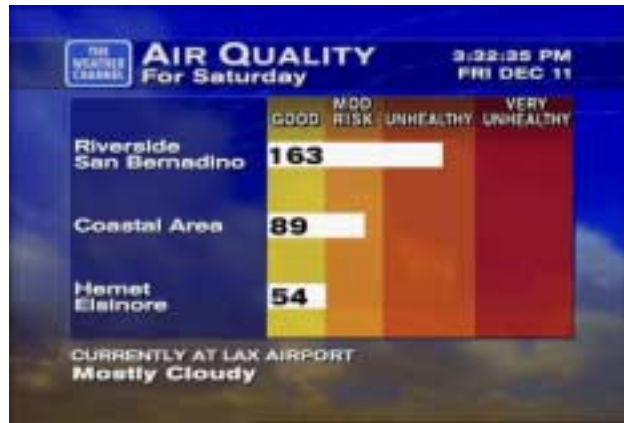 THE
WEATHER
CHANNEL
AIR QUALITY
For Saturday
3:32:35 PM
FRI DEC 11
GOOD MOD RISK UNHEALTHY VERY UNHEALTHY
Riverside
San Bernadino 163
Coastal Area 89
Hemet
Elsinore 54
CURRENTLY AT LAX AIRPORT
Mostly Cloudy